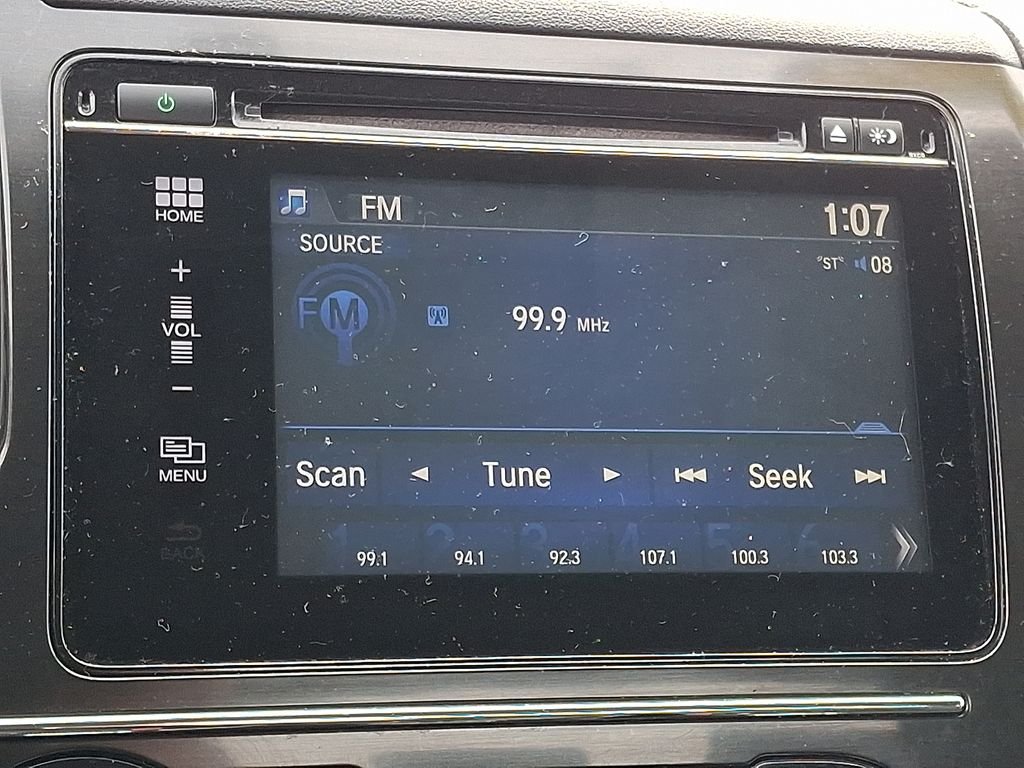 HOME
+
VOL
−
MENU
BACK
FM
1:07
SOURCE
"ST" 08
FM
99.9 MHz
Scan Tune Seek
1 2 3 4 5 6
99.1 94.1 92.3 107.1 100.3 103.3